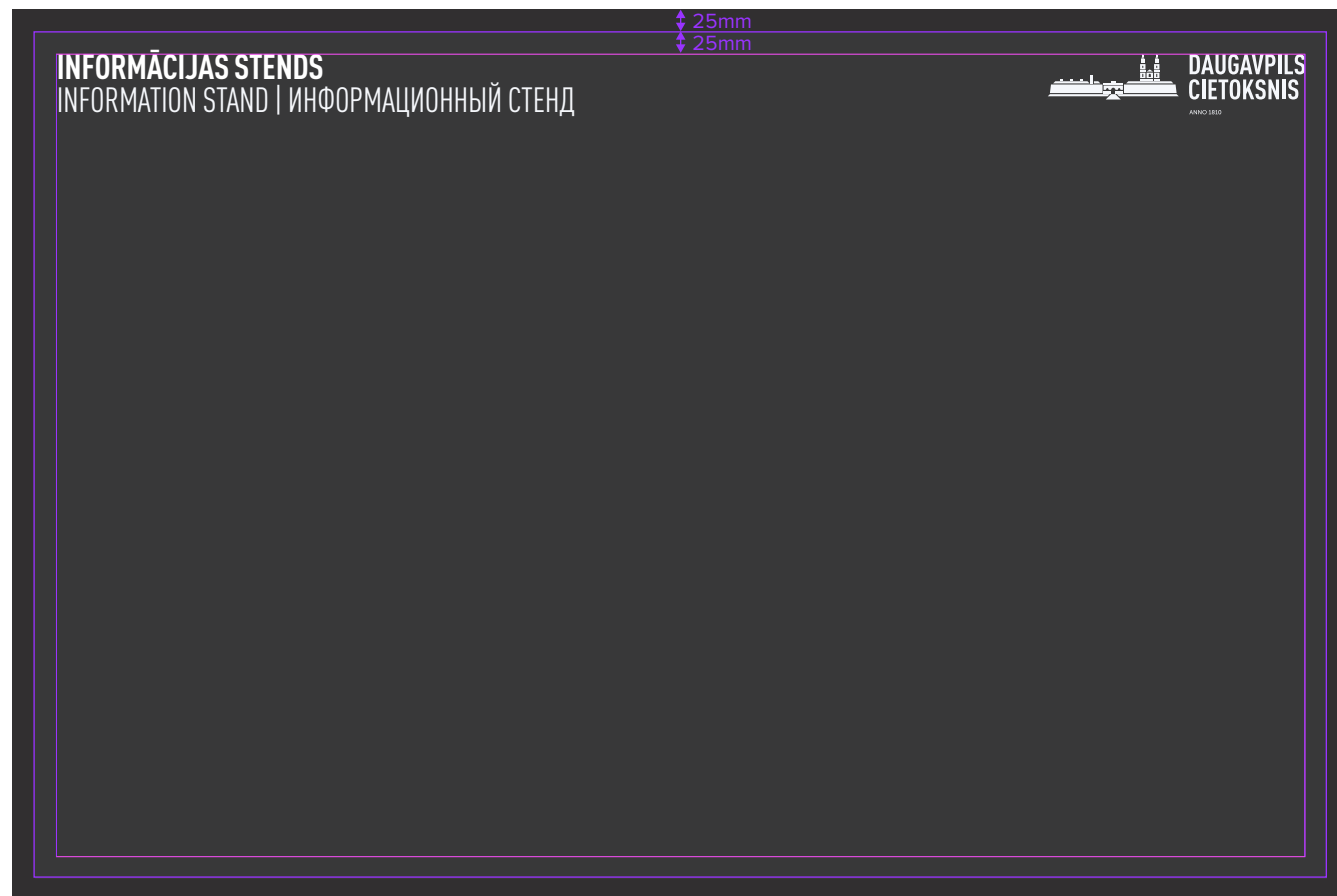 25mm
25mm
INFORMĀCIJAS STENDS
INFORMATION STAND | ИНФОРМАЦИОННЫЙ СТЕНД
DAUGAVPILS
CIETOKSNIS
ANNO 1810